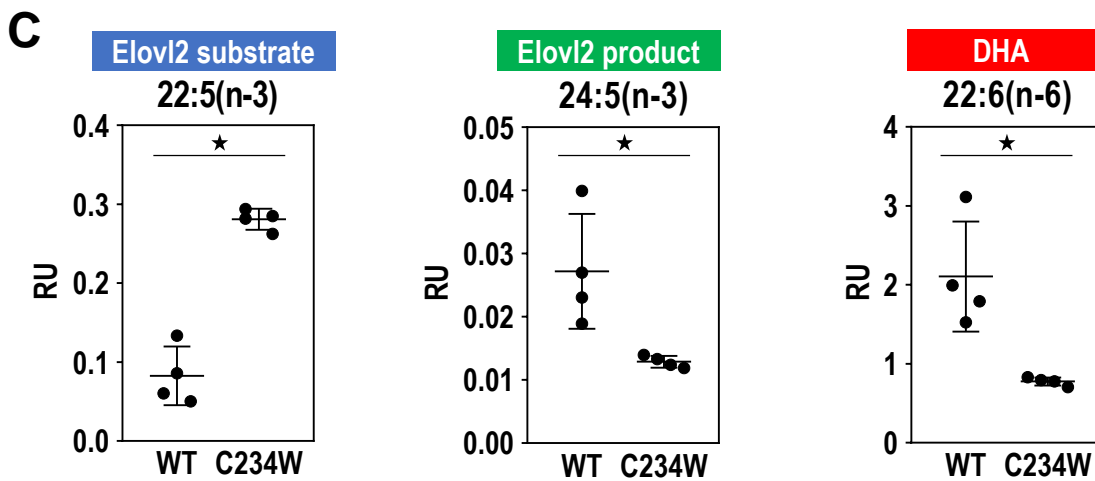 C
Elovl2 substrate
22:5(n-3)
RU
0.4
0.3
0.2
0.1
0.0
WT C234W
Elovl2 product
24:5(n-3)
RU
0.05
0.04
0.03
0.02
0.01
0.00
WT C234W
DHA
22:6(n-6)
RU
4
3
2
1
0
WT C234W